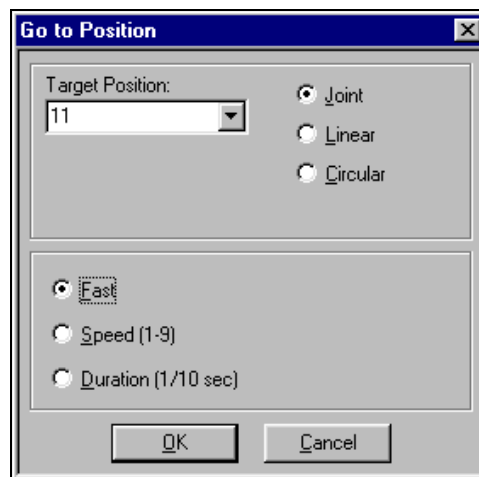 Go to Position
Target Position:
11
Joint
Linear
Circular
Fast
Speed (1-9)
Duration (1/10 sec)
OK
Cancel